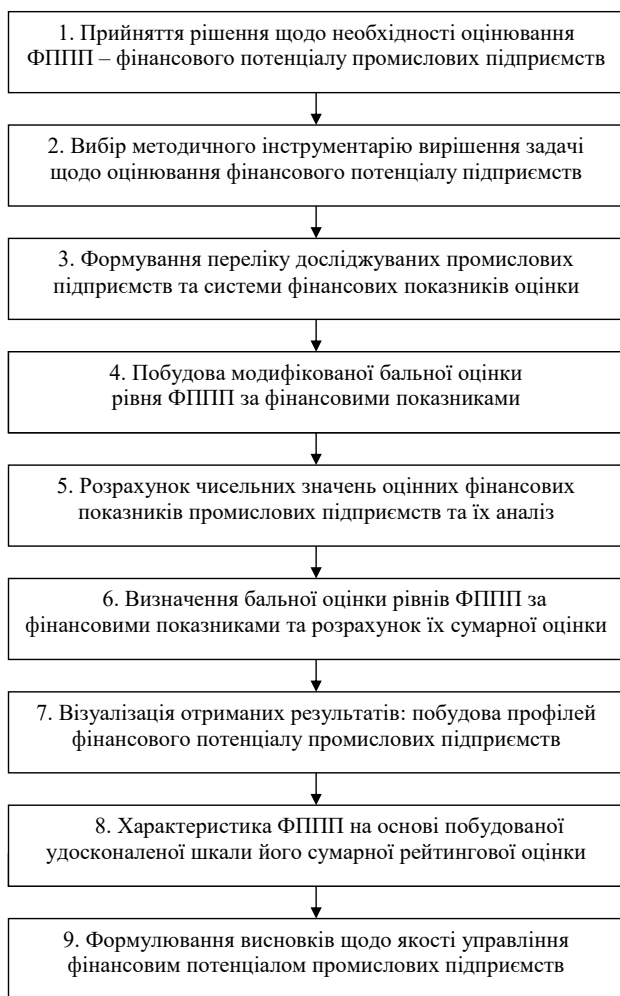 1. Прийняття рішення щодо необхідності оцінювання
ФППП – фінансового потенціалу промислових підприємств
2. Вибір методичного інструментарію вирішення задачі
щодо оцінювання фінансового потенціалу підприємств
3. Формування переліку досліджуваних промислових
підприємств та системи фінансових показників оцінки
4. Побудова модифікованої бальної оцінки
рівня ФППП за фінансовими показниками
5. Розрахунок чисельних значень оцінних фінансових
показників промислових підприємств та їх аналіз
6. Визначення бальної оцінки рівнів ФППП за
фінансовими показниками та розрахунок їх сумарної оцінки
7. Візуалізація отриманих результатів: побудова профілей
фінансового потенціалу промислових підприємств
8. Характеристика ФППП на основі побудованої
удосконаленої шкали його сумарної рейтингової оцінки
9. Формулювання висновків щодо якості управління
фінансовим потенціалом промислових підприємств